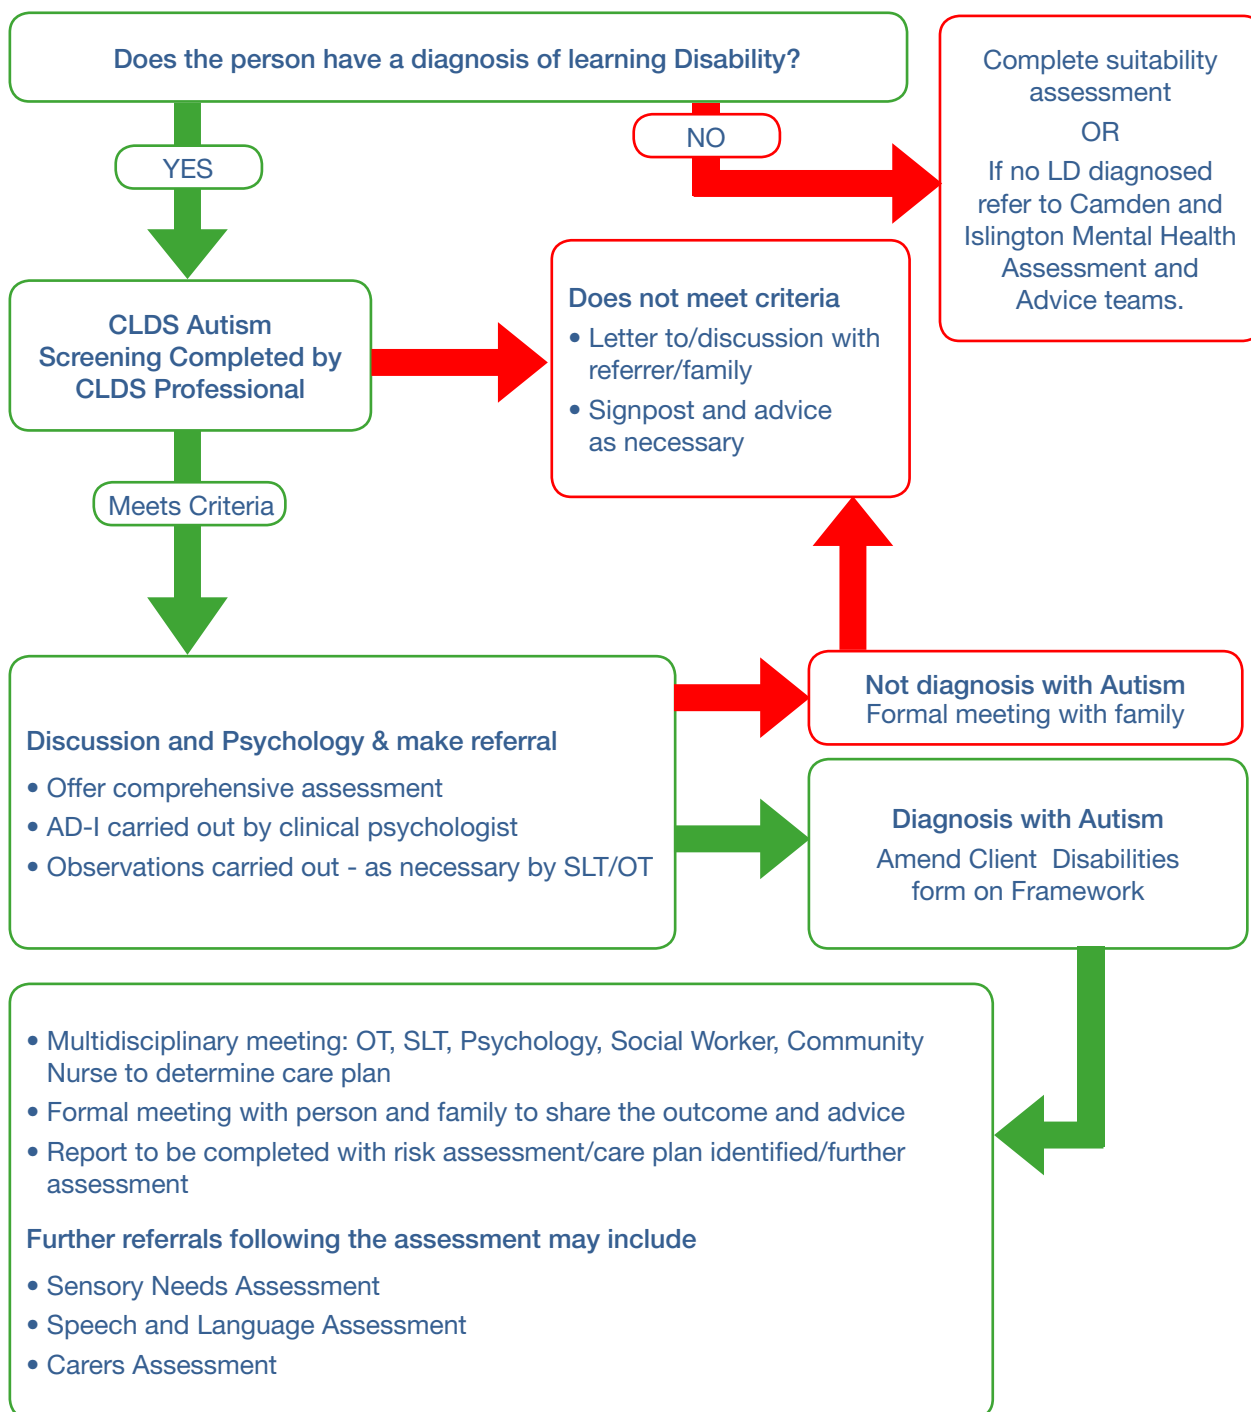 Does the person have a diagnosis of learning Disability?
YES
NO
Complete suitability
assessment
OR
If no LD diagnosed
refer to Camden and
Islington Mental Health
Assessment and
Advice teams.
CLDS Autism
Screening Completed by
CLDS Professional
Does not meet criteria
• Letter to/discussion with
referrer/family
• Signpost and advice
as necessary
Meets Criteria
Discussion and Psychology & make referral
• Offer comprehensive assessment
• AD-I carried out by clinical psychologist
• Observations carried out - as necessary by SLT/OT
Not diagnosis with Autism
Formal meeting with family
Diagnosis with Autism
Amend Client  Disabilities
form on Framework
• Multidisciplinary meeting: OT, SLT, Psychology, Social Worker, Community
Nurse to determine care plan
• Formal meeting with person and family to share the outcome and advice
• Report to be completed with risk assessment/care plan identified/further
assessment
Further referrals following the assessment may include
• Sensory Needs Assessment
• Speech and Language Assessment
• Carers Assessment